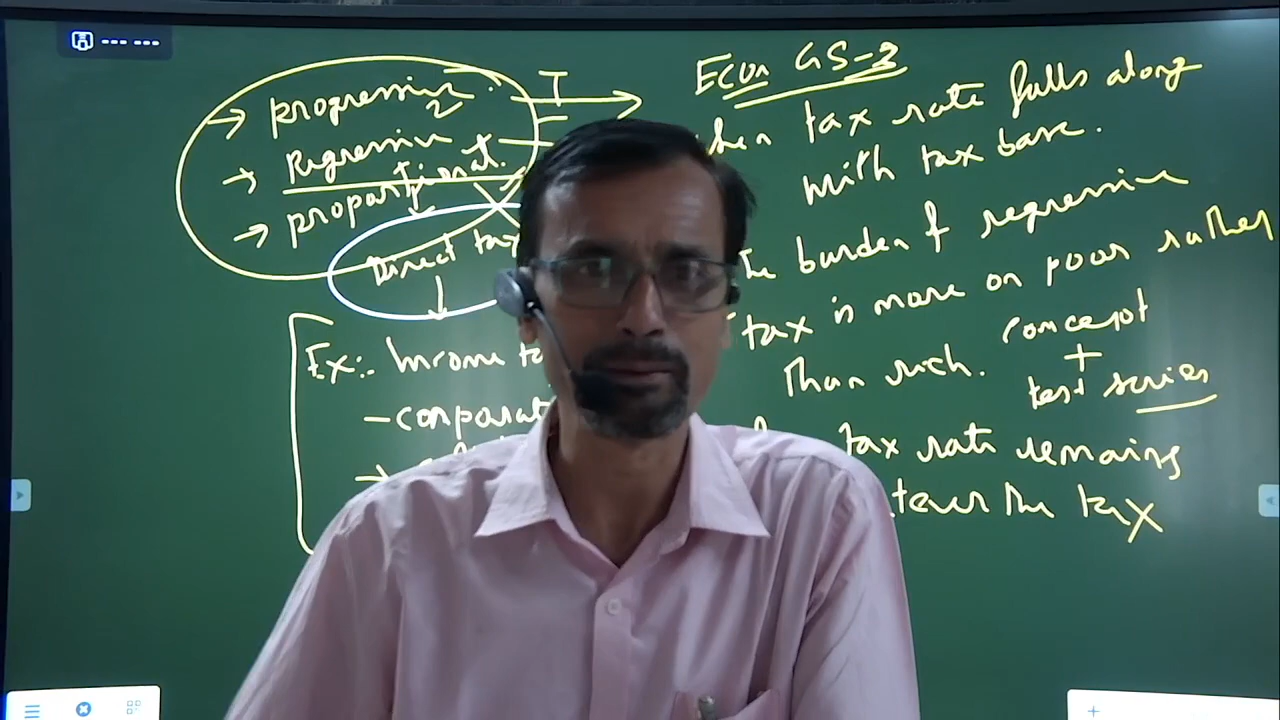 Econ GS-3
→ progressive
→ Regressive
→ proportional
T
Direct tax
Ex:- Income
- corporat
tax rate falls along
with tax base.
burden of regressive
tax is more on poor rather
than rich.
concept
+
test series
tax rate remains
the tax